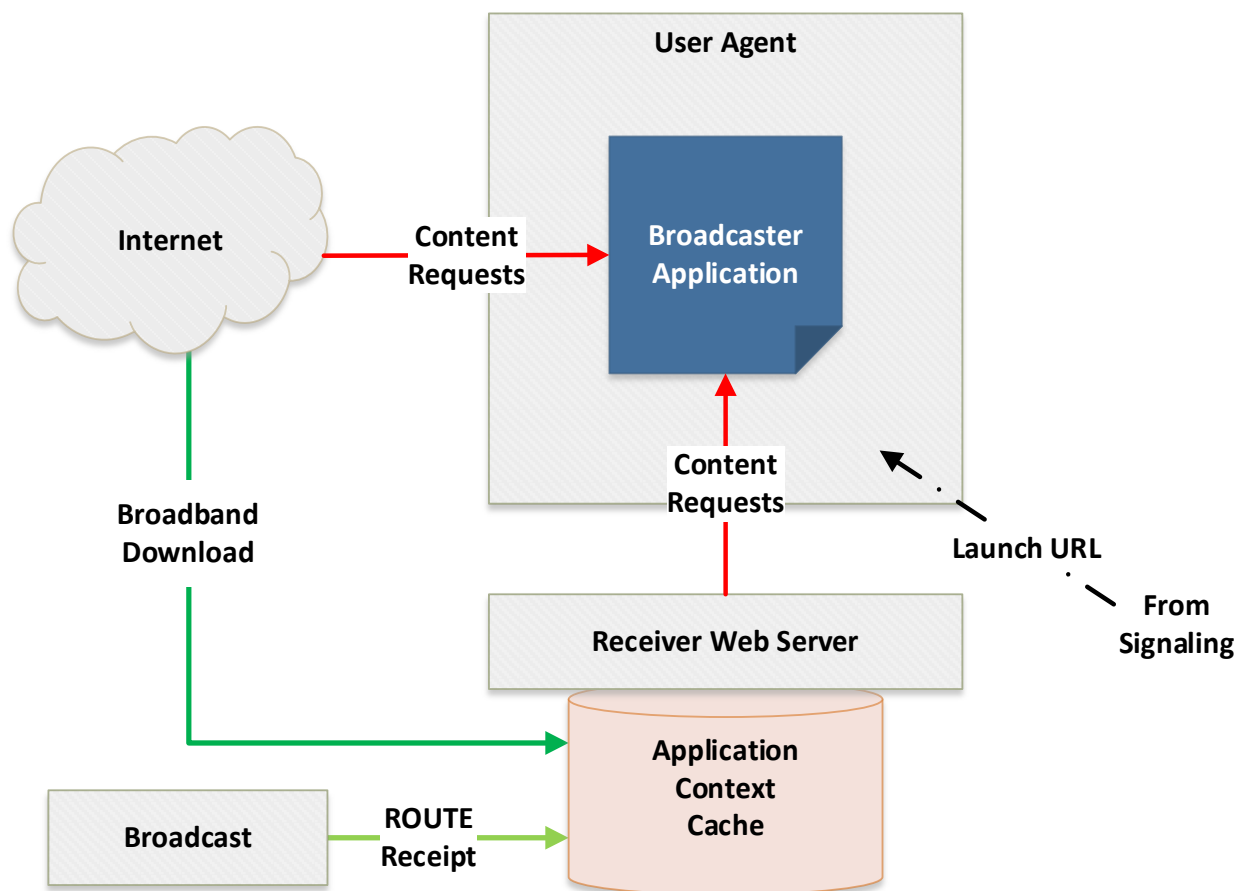 User Agent
Internet
Content
Requests
Broadcaster
Application
Content
Requests
Broadband
Download
Launch URL
From
Signaling
Receiver Web Server
Application
Context
Cache
Broadcast
ROUTE
Receipt